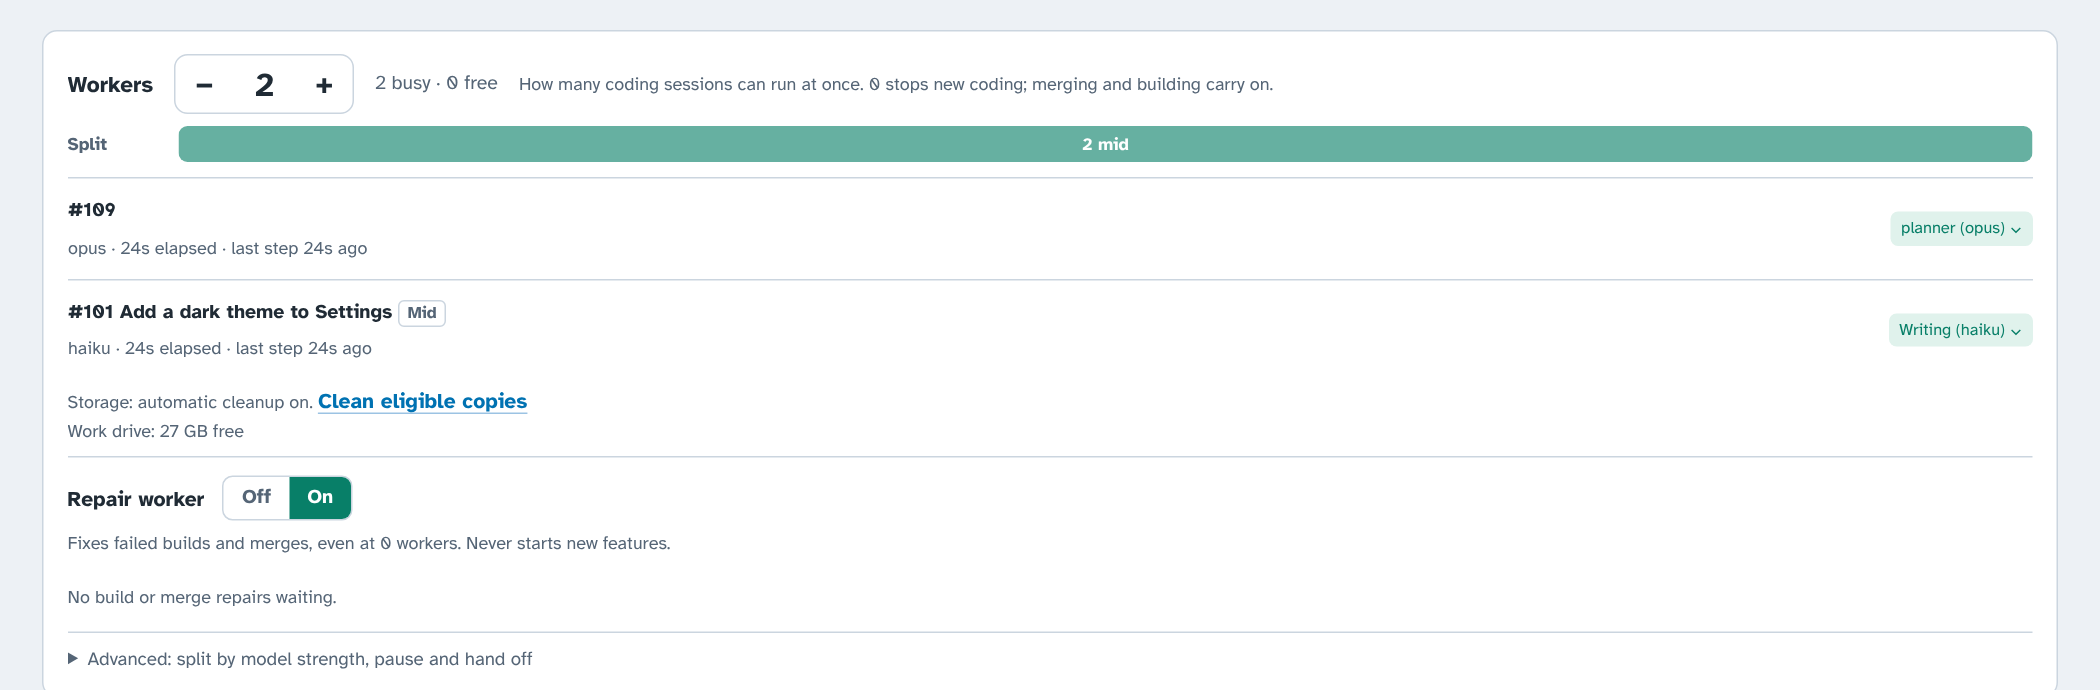 Workers − 2 + 2 busy · 0 free How many coding sessions can run at once. 0 stops new coding; merging and building carry on.
Split 2 mid
#109
opus · 24s elapsed · last step 24s ago
planner (opus)
#101 Add a dark theme to Settings Mid
haiku · 24s elapsed · last step 24s ago
Writing (haiku)
Storage: automatic cleanup on. Clean eligible copies
Work drive: 27 GB free
Repair worker Off On
Fixes failed builds and merges, even at 0 workers. Never starts new features.
No build or merge repairs waiting.
Advanced: split by model strength, pause and hand off